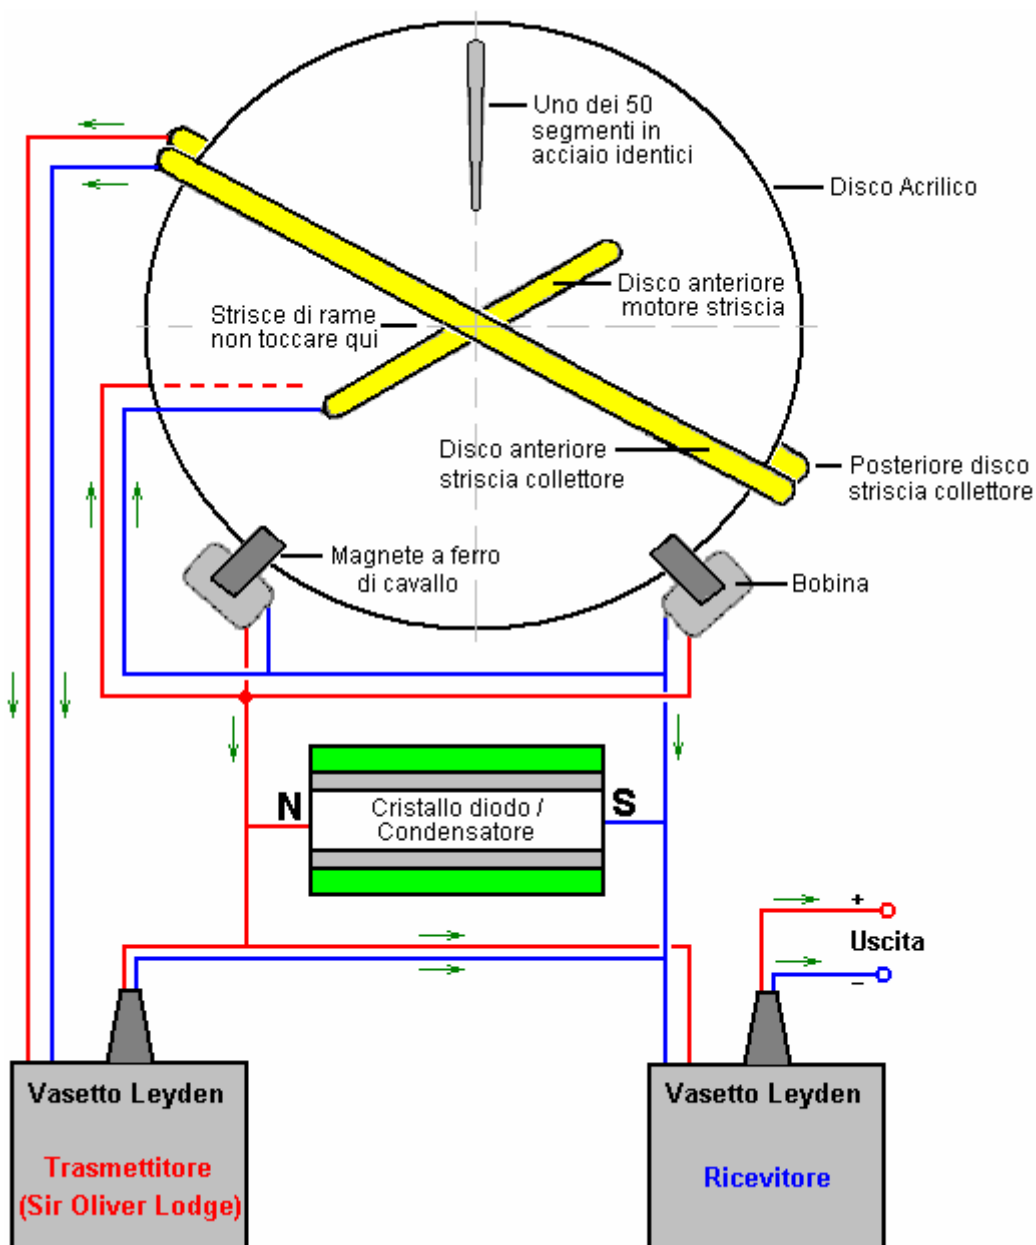 Uno dei 50
segmenti in
acciaio identici
Disco Acrilico
Disco anteriore
motore striscia
Strisce di rame
non toccare qui
Disco anteriore
striscia collettore
Posteriore disco
striscia collettore
Magnete a ferro
di cavallo
Bobina
N
Cristallo diodo /
Condensatore
S
+
Uscita
–
Vasetto Leyden
Trasmettitore
(Sir Oliver Lodge)
Vasetto Leyden
Ricevitore